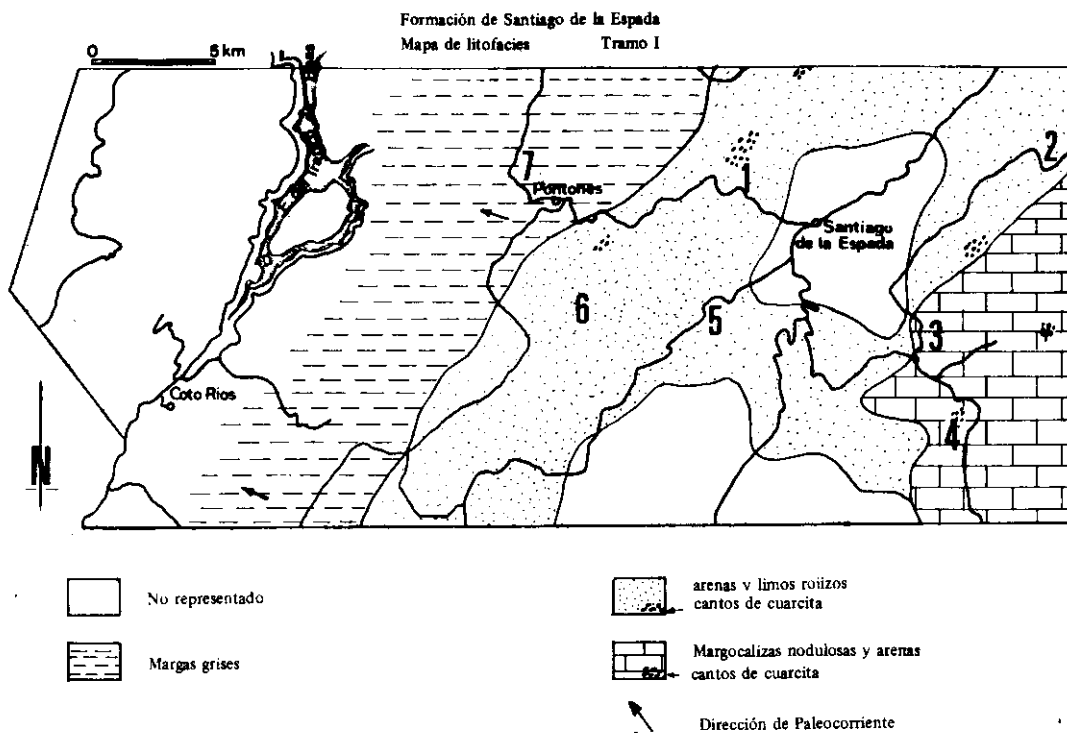 Formación de Santiago de la Espada
Mapa de litofacies Tramo I
0 5 km
1
2
7
Pontones
Santiago
de la Espada
6
5
3
Coto Rios
4
N
No representado
arenas y limos rojizos
cantos de cuarcita
Margas grises
Margocalizas nodulosas y arenas
cantos de cuarcita
Dirección de Paleocorriente